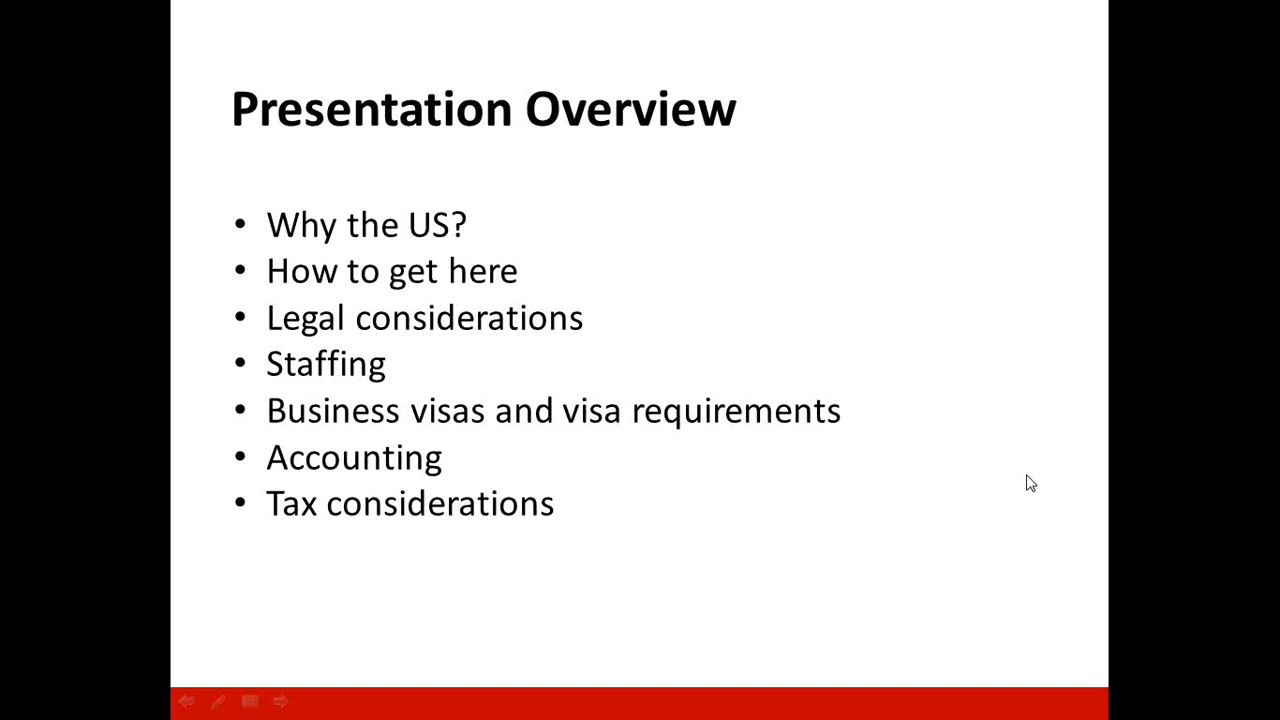 Presentation Overview
• Why the US?
• How to get here
• Legal considerations
• Staffing
• Business visas and visa requirements
• Accounting
• Tax considerations